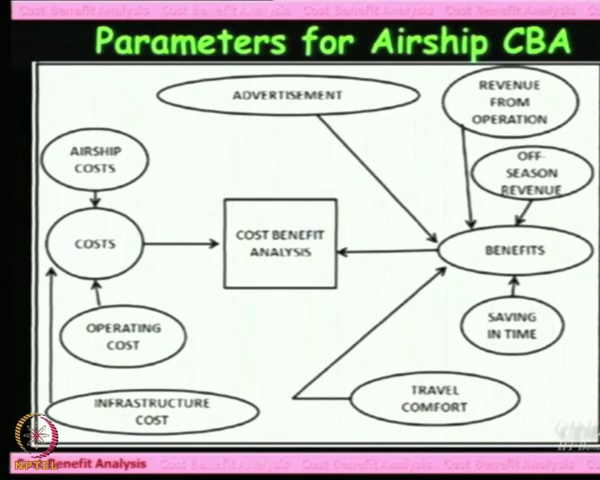 Cost Benefit Analysis Cost Benefit Analysis Cost Benefit Analysis Cost Benefit Analysis
Parameters for Airship CBA
ADVERTISEMENT
REVENUE
FROM
OPERATION
AIRSHIP
COSTS
OFF-
SEASON
REVENUE
COSTS
COST BENEFIT
ANALYSIS
BENEFITS
OPERATING
COST
SAVING
IN TIME
INFRASTRUCTURE
COST
TRAVEL
COMFORT
NPTEL
Benefit Analysis Cost Benefit Analysis Cost Benefit Analysis Cost Benefit Analysis